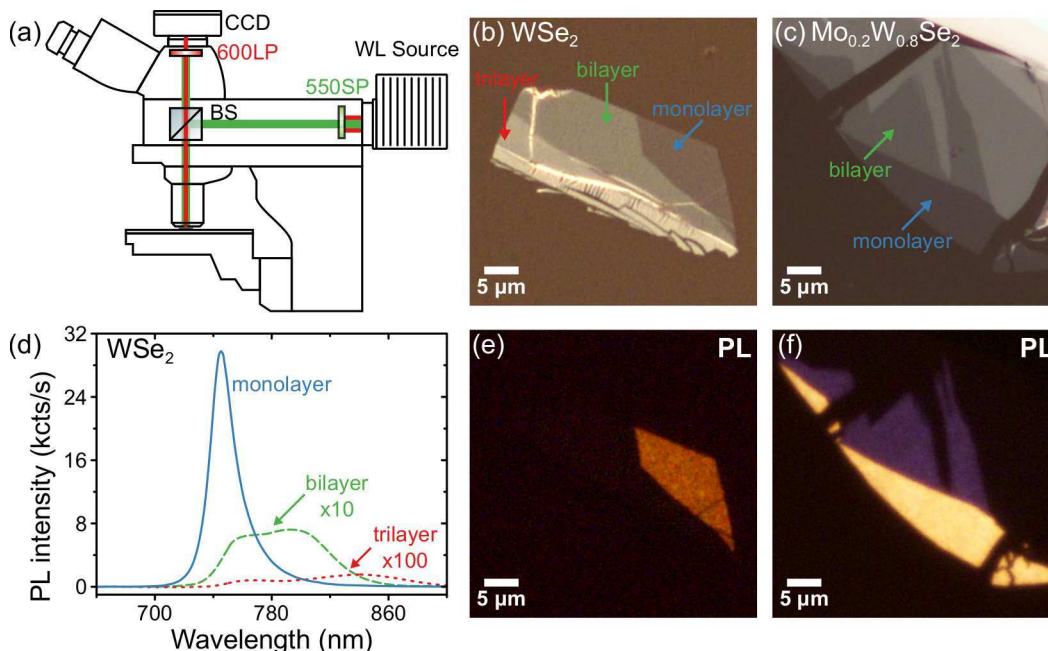 (a)
CCD
600LP
WL Source
550SP
BS
(b) WSe₂
trilayer
bilayer
monolayer
5 µm
(c) Mo₀.₂W₀.₈Se₂
bilayer
monolayer
5 µm
(d) WSe₂
PL intensity (kcts/s)
32
24
16
8
0
monolayer
bilayer
x10
trilayer
x100
700
780
860
Wavelength (nm)
(e) PL
5 µm
(f) PL
5 µm